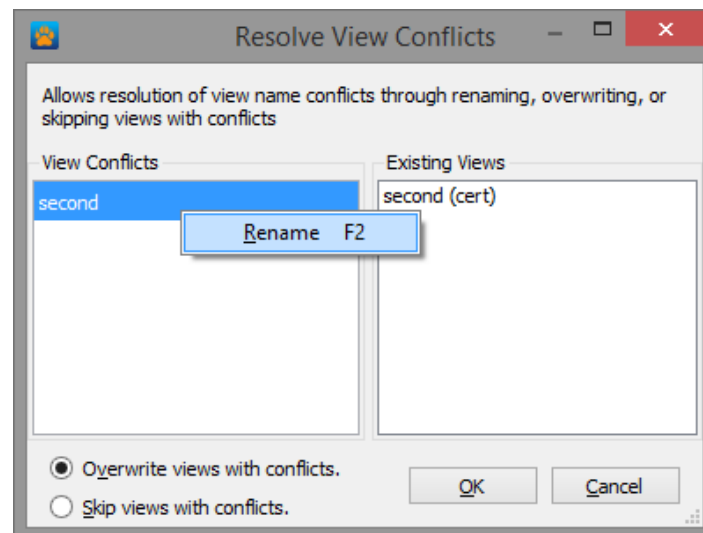 Resolve View Conflicts
Allows resolution of view name conflicts through renaming, overwriting, or
skipping views with conflicts
View Conflicts
Existing Views
second
second (cert)
Rename F2
Overwrite views with conflicts.
Skip views with conflicts.
OK
Cancel